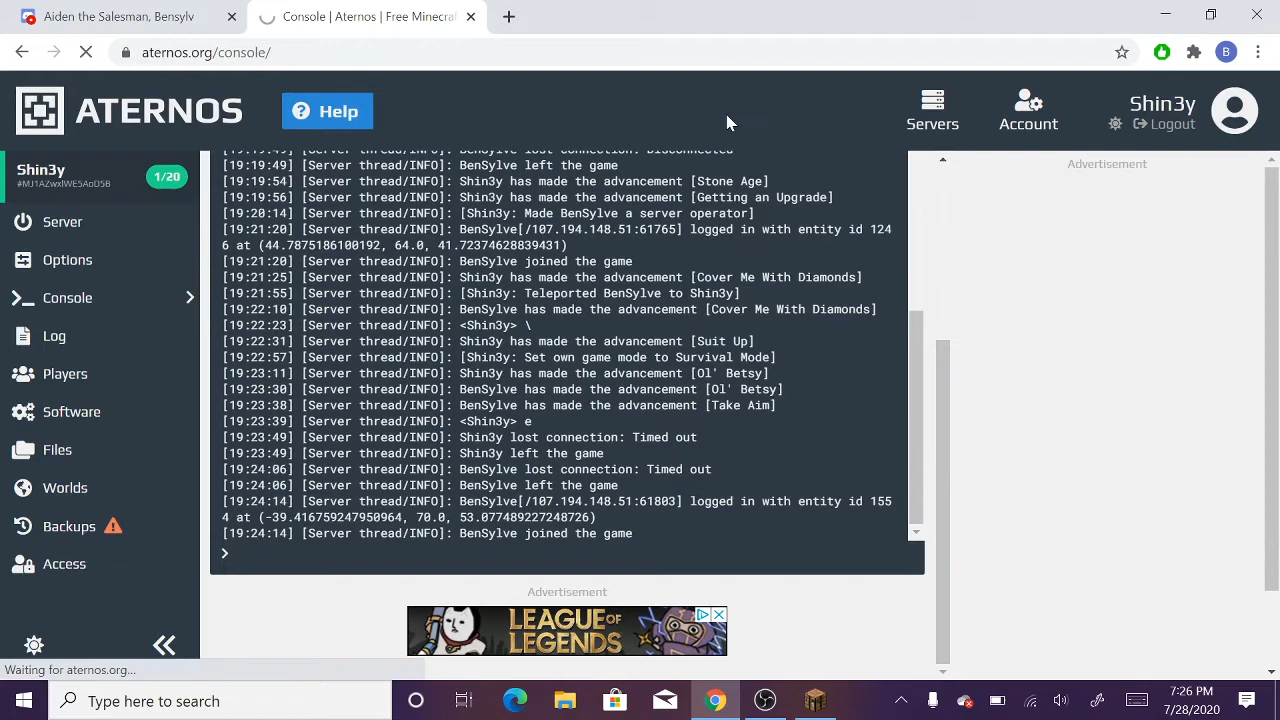 Aiden the Salesman, Bensylv
Console | Aternos | Free Minecraf
aternos.org/console/
B
ATERNOS
? Help
Servers
Account
Shin3y
Logout
Shin3y
#MJ1AZwxlWE5AoD5B
1/20
Server
Options
Console
Log
Players
Software
Files
Worlds
Backups
Access
[19:19:49] [Server thread/INFO]: BenSylve lost connection: Disconnected
[19:19:49] [Server thread/INFO]: BenSylve left the game
[19:19:54] [Server thread/INFO]: Shin3y has made the advancement [Stone Age]
[19:19:56] [Server thread/INFO]: Shin3y has made the advancement [Getting an Upgrade]
[19:20:14] [Server thread/INFO]: [Shin3y: Made BenSylve a server operator]
[19:21:20] [Server thread/INFO]: BenSylve[/107.194.148.51:61765] logged in with entity id 124
6 at (44.7875186100192, 64.0, 41.72374628839431)
[19:21:20] [Server thread/INFO]: BenSylve joined the game
[19:21:25] [Server thread/INFO]: Shin3y has made the advancement [Cover Me With Diamonds]
[19:21:55] [Server thread/INFO]: [Shin3y: Teleported BenSylve to Shin3y]
[19:22:10] [Server thread/INFO]: BenSylve has made the advancement [Cover Me With Diamonds]
[19:22:23] [Server thread/INFO]: <Shin3y> \
[19:22:31] [Server thread/INFO]: Shin3y has made the advancement [Suit Up]
[19:22:57] [Server thread/INFO]: [Shin3y: Set own game mode to Survival Mode]
[19:23:11] [Server thread/INFO]: Shin3y has made the advancement [Ol' Betsy]
[19:23:30] [Server thread/INFO]: BenSylve has made the advancement [Ol' Betsy]
[19:23:38] [Server thread/INFO]: BenSylve has made the advancement [Take Aim]
[19:23:39] [Server thread/INFO]: <Shin3y> e
[19:23:49] [Server thread/INFO]: Shin3y lost connection: Timed out
[19:23:49] [Server thread/INFO]: Shin3y left the game
[19:24:06] [Server thread/INFO]: BenSylve lost connection: Timed out
[19:24:06] [Server thread/INFO]: BenSylve left the game
[19:24:14] [Server thread/INFO]: BenSylve[/107.194.148.51:61803] logged in with entity id 155
4 at (-39.416759247950964, 70.0, 53.077489227248726)
[19:24:14] [Server thread/INFO]: BenSylve joined the game
>
Advertisement
Advertisement
LEAGUE OF
LEGENDS
Waiting for aternos.org...
Type here to search
7:26 PM
7/28/2020